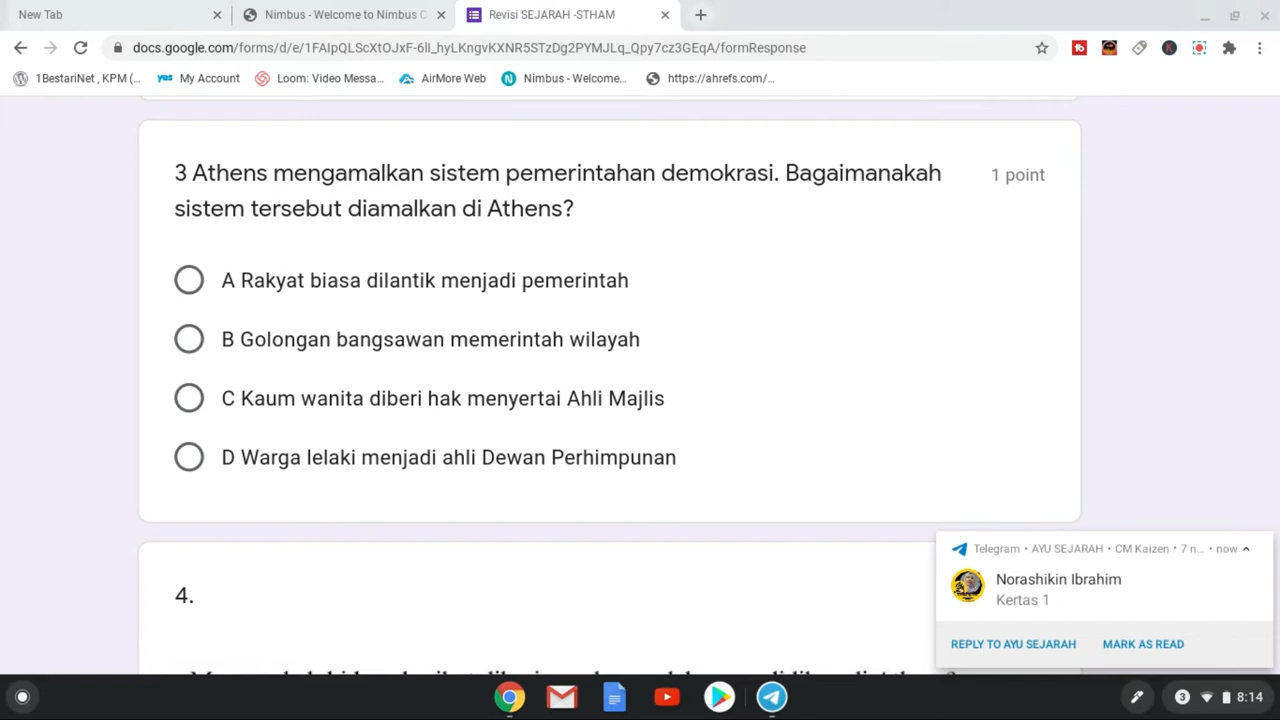 New Tab
Nimbus - Welcome to Nimbus C
Revisi SEJARAH -STHAM
docs.google.com/forms/d/e/1FAIpQLScXtOJxF-6ll_hyLKngvKXNR5STzDg2PYMJLq_Qpy7cz3GEqA/formResponse
1BestariNet , KPM (...
yes My Account
Loom: Video Messa...
AirMore Web
Nimbus - Welcome...
https://ahrefs.com/...
3 Athens mengamalkan sistem pemerintahan demokrasi. Bagaimanakah
sistem tersebut diamalkan di Athens?
1 point
A Rakyat biasa dilantik menjadi pemerintah
B Golongan bangsawan memerintah wilayah
C Kaum wanita diberi hak menyertai Ahli Majlis
D Warga lelaki menjadi ahli Dewan Perhimpunan
4.
Telegram • AYU SEJARAH • CM Kaizen • 7 n... • now
Norashikin Ibrahim
Kertas 1
REPLY TO AYU SEJARAH
MARK AS READ
3
8:14